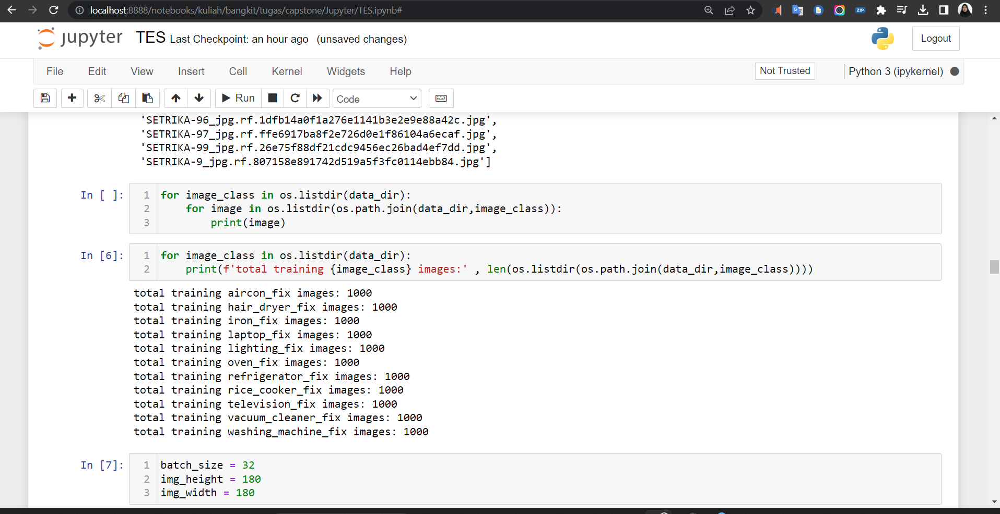 localhost:8888/notebooks/kuliah/bangkit/tugas/capstone/Jupyter/TES.ipynb#
ZIP
jupyter TES Last Checkpoint: an hour ago (unsaved changes)
Logout
File Edit View Insert Cell Kernel Widgets Help
Not Trusted
Python 3 (ipykernel)
Run
Code
'SETRIKA-96_jpg.rf.1dfb14a0f1a276e1141b3e2e9e88a42c.jpg',
'SETRIKA-97_jpg.rf.ffe6917ba8f2e726d0e1f86104a6ecaf.jpg',
'SETRIKA-99_jpg.rf.26e75f88df21cdc9456ec26bad4ef7dd.jpg',
'SETRIKA-9_jpg.rf.807158e891742d519a5f3fc0114ebb84.jpg']
In [ ]:
1 for image_class in os.listdir(data_dir):
2     for image in os.listdir(os.path.join(data_dir,image_class)):
3         print(image)
In [6]:
1 for image_class in os.listdir(data_dir):
2     print(f'total training {image_class} images:' , len(os.listdir(os.path.join(data_dir,image_class))))
total training aircon_fix images: 1000
total training hair_dryer_fix images: 1000
total training iron_fix images: 1000
total training laptop_fix images: 1000
total training lighting_fix images: 1000
total training oven_fix images: 1000
total training refrigerator_fix images: 1000
total training rice_cooker_fix images: 1000
total training television_fix images: 1000
total training vacuum_cleaner_fix images: 1000
total training washing_machine_fix images: 1000
In [7]:
1 batch_size = 32
2 img_height = 180
3 img_width = 180